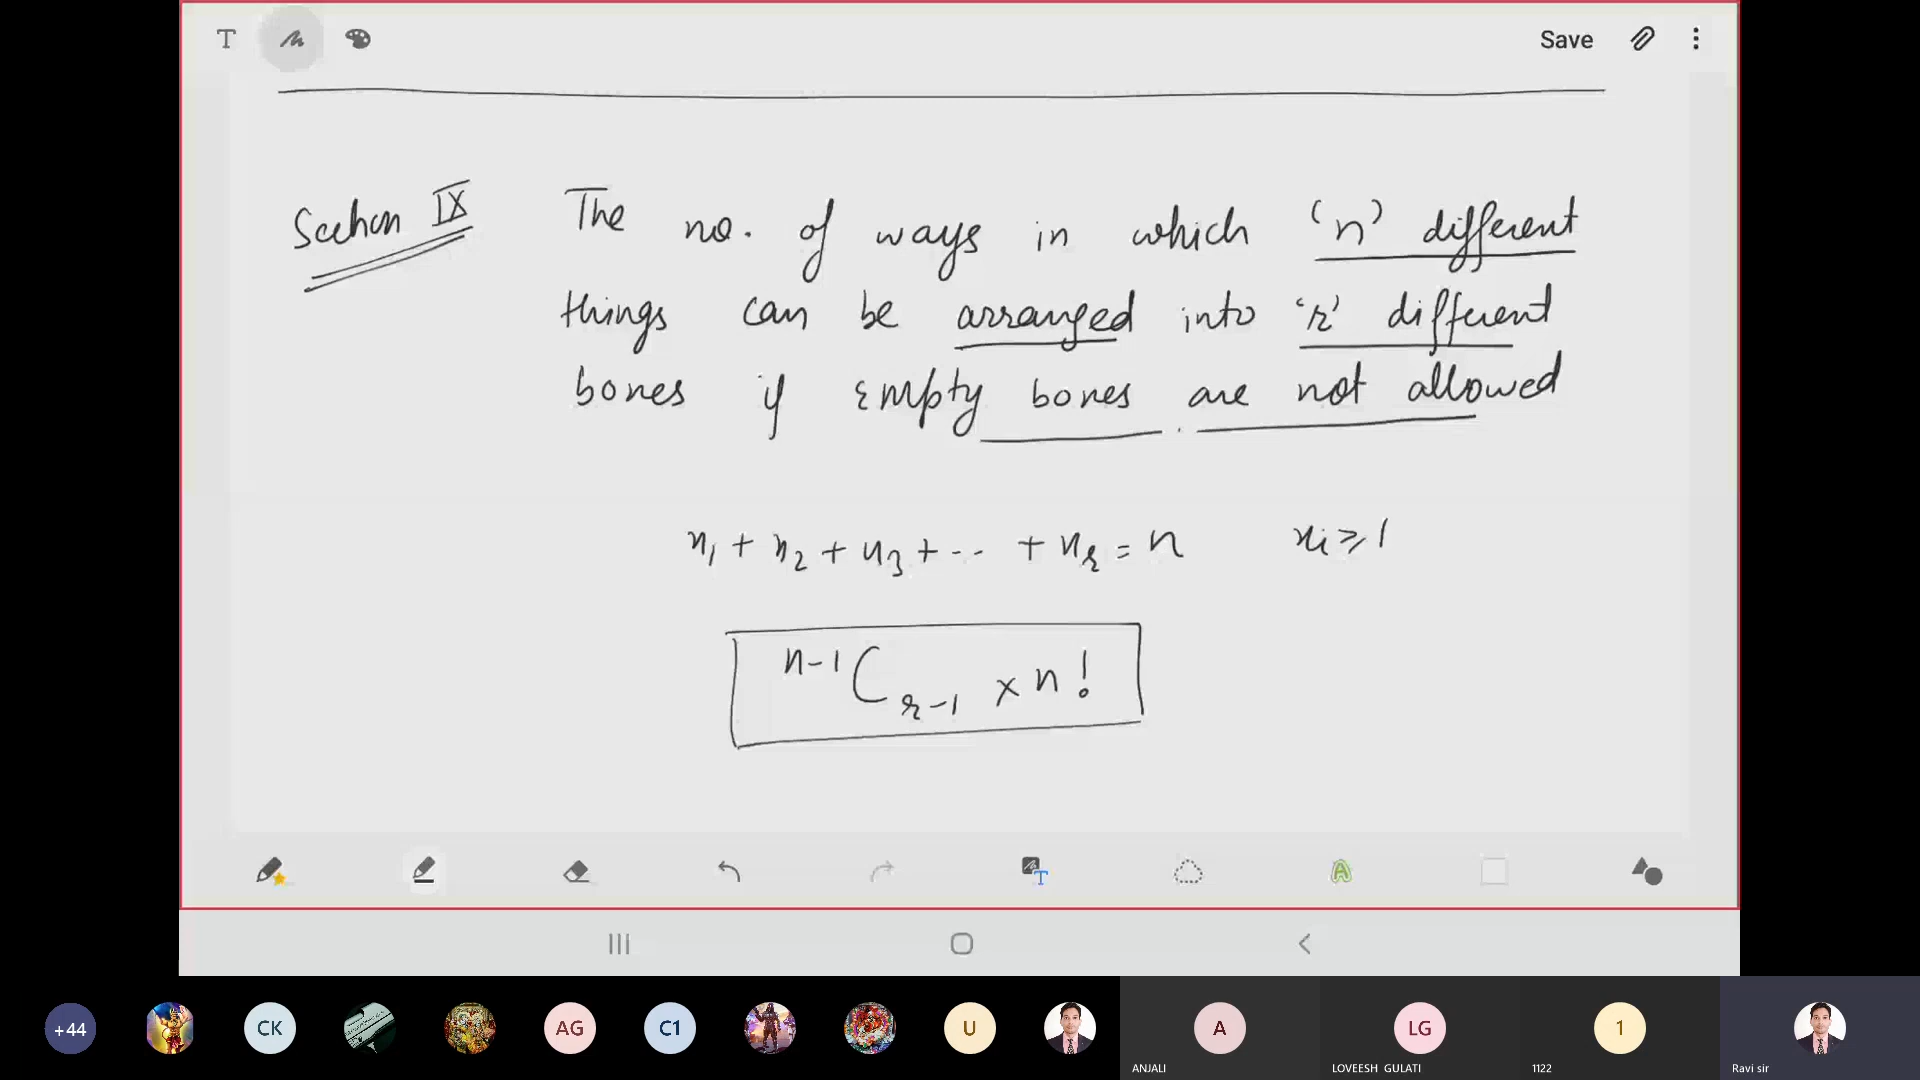 T
Save
Section IX
The no. of ways in which 'n' different
things can be arranged into 'r' different
boxes if empty boxes are not allowed
x₁ + x₂ + x₃ + ... + xᵣ = n xᵢ ≥ 1
ⁿ⁻¹Cᵣ₋₁ × n!
T
A
+44
CK
AG
C1
U
A
LG
1
ANJALI
LOVEESH GULATI
1122
Ravi sir